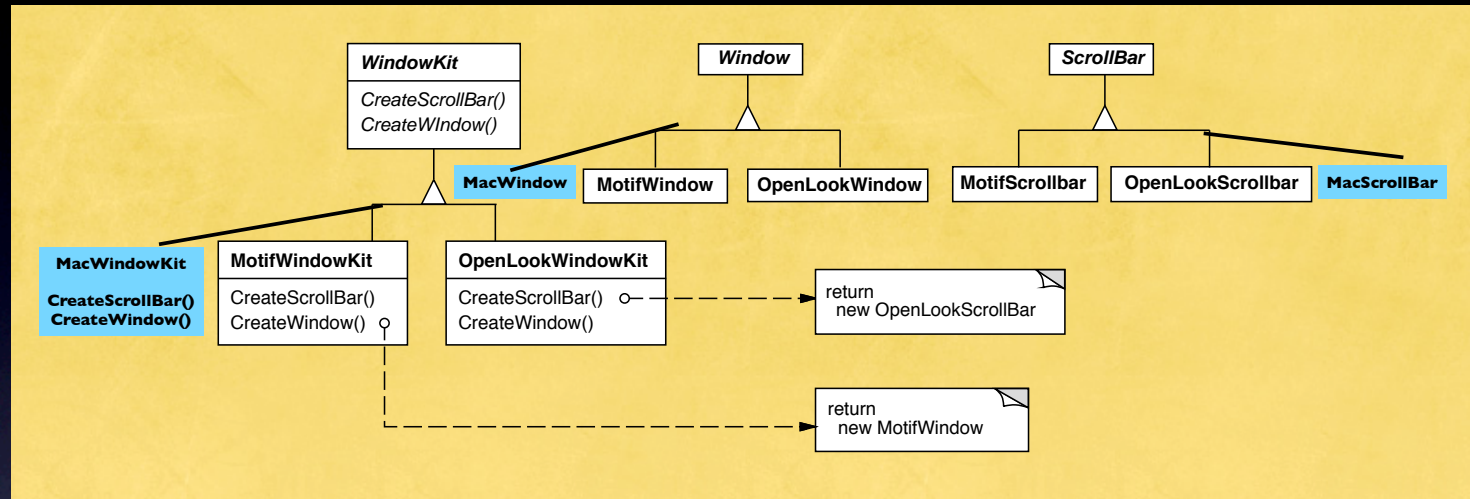 WindowKit
CreateScrollBar()
CreateWIndow()
Window
ScrollBar
MacWindow
MotifWindow
OpenLookWindow
MotifScrollbar
OpenLookScrollbar
MacScrollBar
MacWindowKit
CreateScrollBar()
CreateWindow()
MotifWindowKit
CreateScrollBar()
CreateWindow()
OpenLookWindowKit
CreateScrollBar()
CreateWindow()
return
new OpenLookScrollBar
return
new MotifWindow